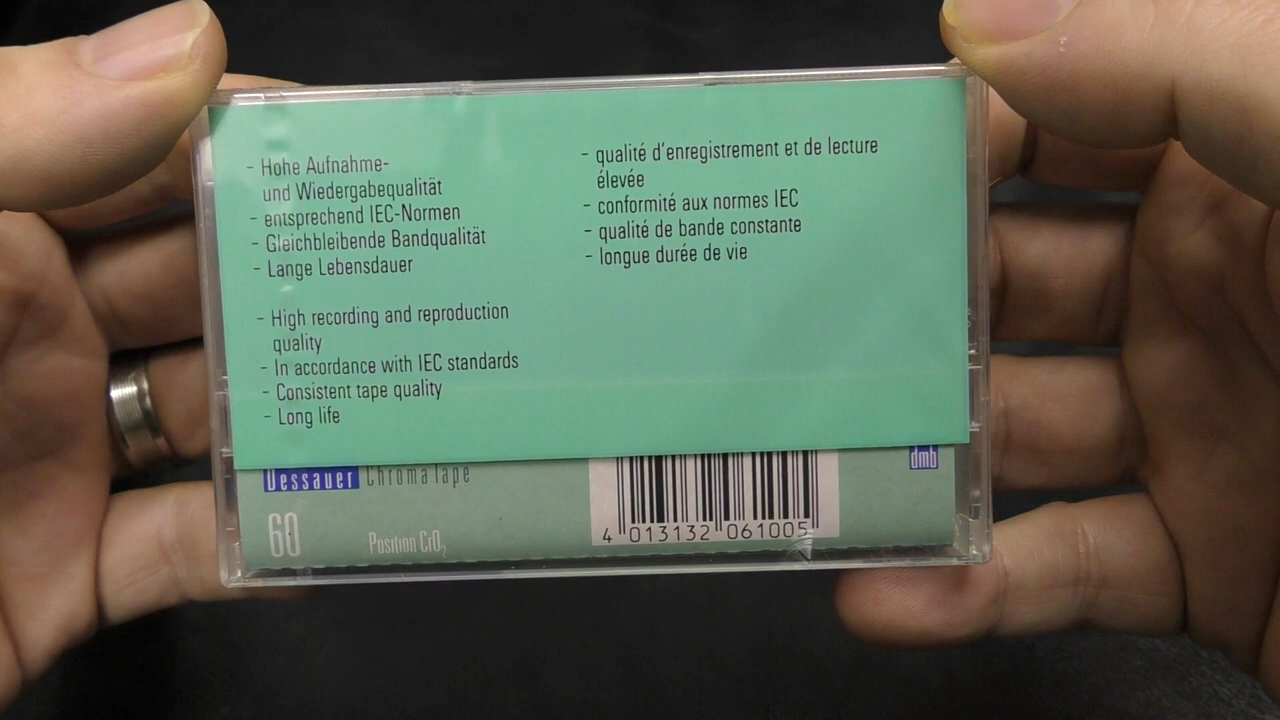 - Hohe Aufnahme-
und Wiedergabequalität
- entsprechend IEC-Normen
- Gleichbleibende Bandqualität
- Lange Lebensdauer
- High recording and reproduction
quality
- In accordance with IEC standards
- Consistent tape quality
- Long life
- qualité d'enregistrement et de lecture
élevée
- conformité aux normes IEC
- qualité de bande constante
- longue durée de vie
Dessauer ChromaTape
dmb
60
Position CrO₂
4 013132 061005